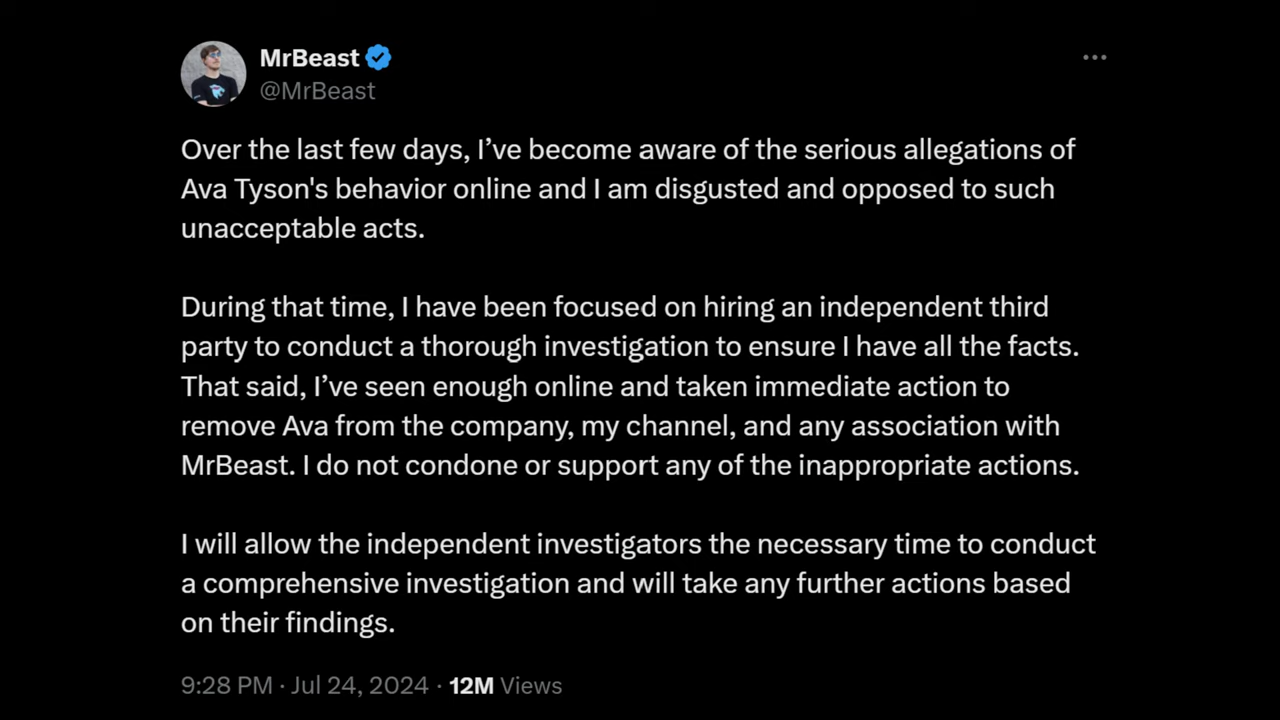 MrBeast
@MrBeast
Over the last few days, I’ve become aware of the serious allegations of
Ava Tyson's behavior online and I am disgusted and opposed to such
unacceptable acts.
During that time, I have been focused on hiring an independent third
party to conduct a thorough investigation to ensure I have all the facts.
That said, I’ve seen enough online and taken immediate action to
remove Ava from the company, my channel, and any association with
MrBeast. I do not condone or support any of the inappropriate actions.
I will allow the independent investigators the necessary time to conduct
a comprehensive investigation and will take any further actions based
on their findings.
9:28 PM · Jul 24, 2024 · 12M Views